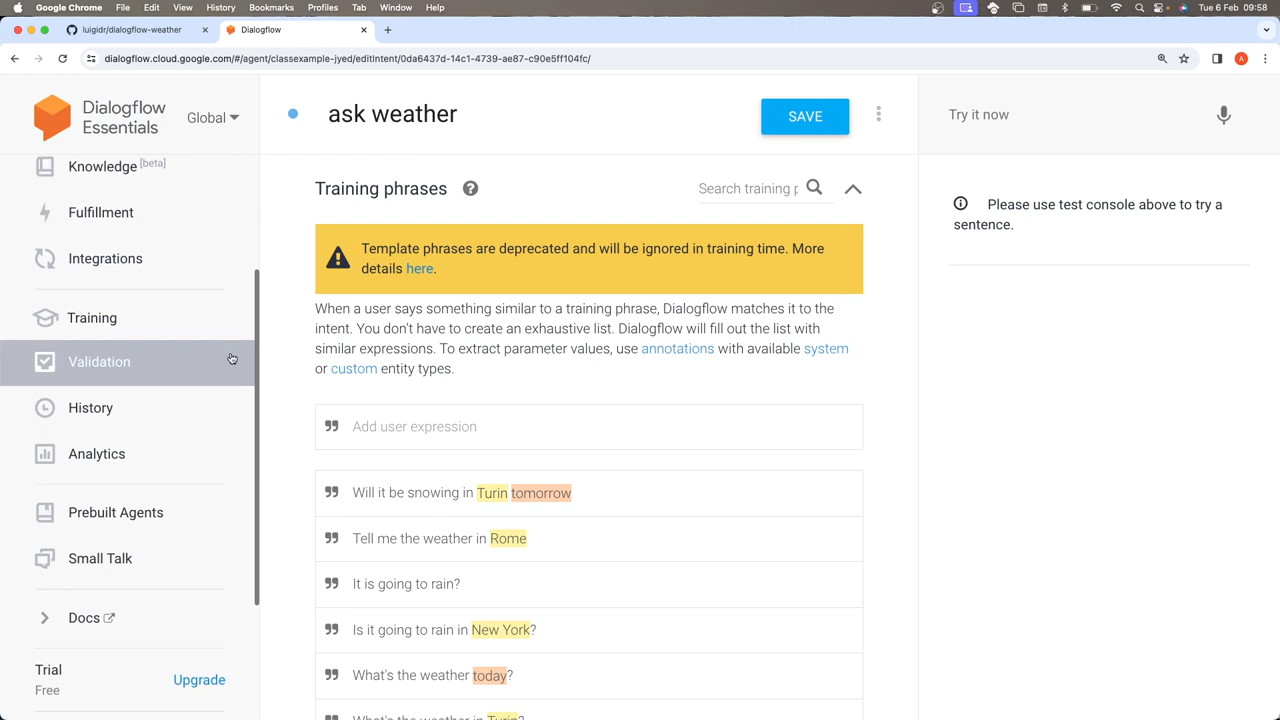 Google Chrome File Edit View History Bookmarks Profiles Tab Window Help
Tue 6 Feb 09:58
luigidr/dialogflow-weather
Dialogflow
dialogflow.cloud.google.com/#/agent/classexample-jyed/editIntent/0da6437d-14c1-4739-ae87-c90e5ff104fc/
A
Dialogflow
Essentials
Global
Knowledge [beta]
Fulfillment
Integrations
Training
Validation
History
Analytics
Prebuilt Agents
Small Talk
Docs
Trial
Free
Upgrade
ask weather
SAVE
Training phrases
Search training p
Template phrases are deprecated and will be ignored in training time. More
details here.
When a user says something similar to a training phrase, Dialogflow matches it to the
intent. You don't have to create an exhaustive list. Dialogflow will fill out the list with
similar expressions. To extract parameter values, use annotations with available system
or custom entity types.
Add user expression
Will it be snowing in Turin tomorrow
Tell me the weather in Rome
It is going to rain?
Is it going to rain in New York?
What's the weather today?
What's the weather in Turin?
Try it now
Please use test console above to try a
sentence.